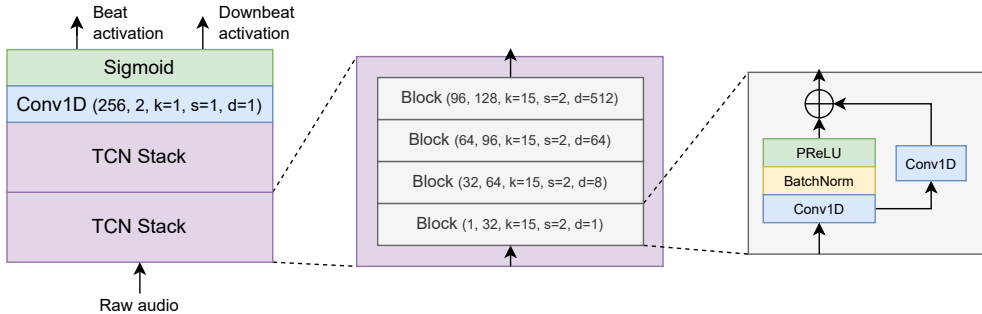 Beat
activation
Downbeat
activation
Sigmoid
Conv1D (256, 2, k=1, s=1, d=1)
TCN Stack
TCN Stack
Raw audio
Block (96, 128, k=15, s=2, d=512)
Block (64, 96, k=15, s=2, d=64)
Block (32, 64, k=15, s=2, d=8)
Block (1, 32, k=15, s=2, d=1)
PReLU
BatchNorm
Conv1D
Conv1D